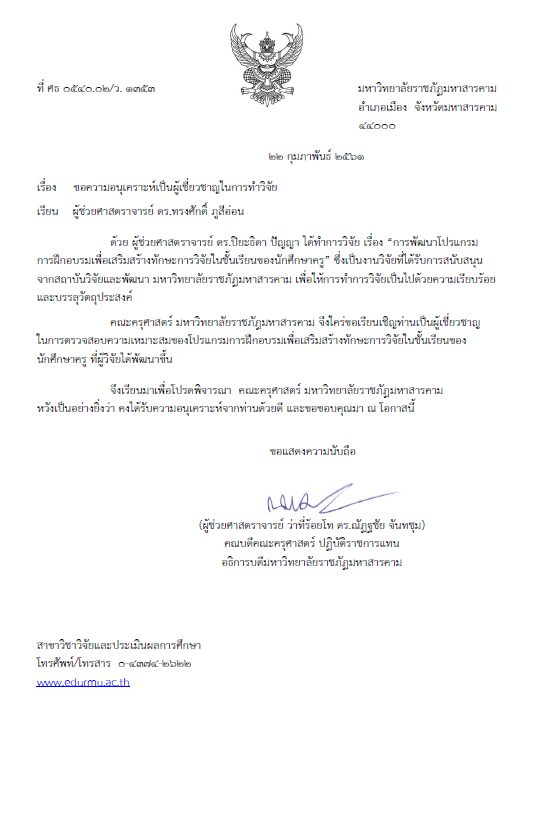 ที่ ศธ ๐๕๔๐.๐๒/ว. ๑๓๕๓
มหาวิทยาลัยราชภัฏมหาสารคาม
อำเภอเมือง จังหวัดมหาสารคาม
๔๔๐๐๐
๒๒ กุมภาพันธ์ ๒๕๖๑
เรื่อง ขอความอนุเคราะห์เป็นผู้เชี่ยวชาญในการทำวิจัย
เรียน ผู้ช่วยศาสตราจารย์ ดร.ทรงศักดิ์ ภูสีอ่อน
ด้วย ผู้ช่วยศาสตราจารย์ ดร.ปิยะธิดา ปัญญา ได้ทำการวิจัย เรื่อง “การพัฒนาโปรแกรม
การฝึกอบรมเพื่อเสริมสร้างทักษะการวิจัยในชั้นเรียนของนักศึกษาครู” ซึ่งเป็นงานวิจัยที่ได้รับการสนับสนุน
จากสถาบันวิจัยและพัฒนา มหาวิทยาลัยราชภัฏมหาสารคาม เพื่อให้การทำการวิจัยเป็นไปด้วยความเรียบร้อย
และบรรลุวัตถุประสงค์
คณะครุศาสตร์ มหาวิทยาลัยราชภัฏมหาสารคาม จึงใคร่ขอเรียนเชิญท่านเป็นผู้เชี่ยวชาญ
ในการตรวจสอบความเหมาะสมของโปรแกรมการฝึกอบรมเพื่อเสริมสร้างทักษะการวิจัยในชั้นเรียนของ
นักศึกษาครู ที่ผู้วิจัยได้พัฒนาขึ้น
จึงเรียนมาเพื่อโปรดพิจารณา คณะครุศาสตร์ มหาวิทยาลัยราชภัฏมหาสารคาม
หวังเป็นอย่างยิ่งว่า คงได้รับความอนุเคราะห์จากท่านด้วยดี และขอขอบคุณมา ณ โอกาสนี้
ขอแสดงความนับถือ
(ผู้ช่วยศาสตราจารย์ ว่าที่ร้อยโท ดร.ณัฏฐชัย จันทชุม)
คณบดีคณะครุศาสตร์ ปฏิบัติราชการแทน
อธิการบดีมหาวิทยาลัยราชภัฏมหาสารคาม
สาขาวิชาวิจัยและประเมินผลการศึกษา
โทรศัพท์/โทรสาร ๐-๔๓๗๔-๒๖๒๒
www.edurmu.ac.th